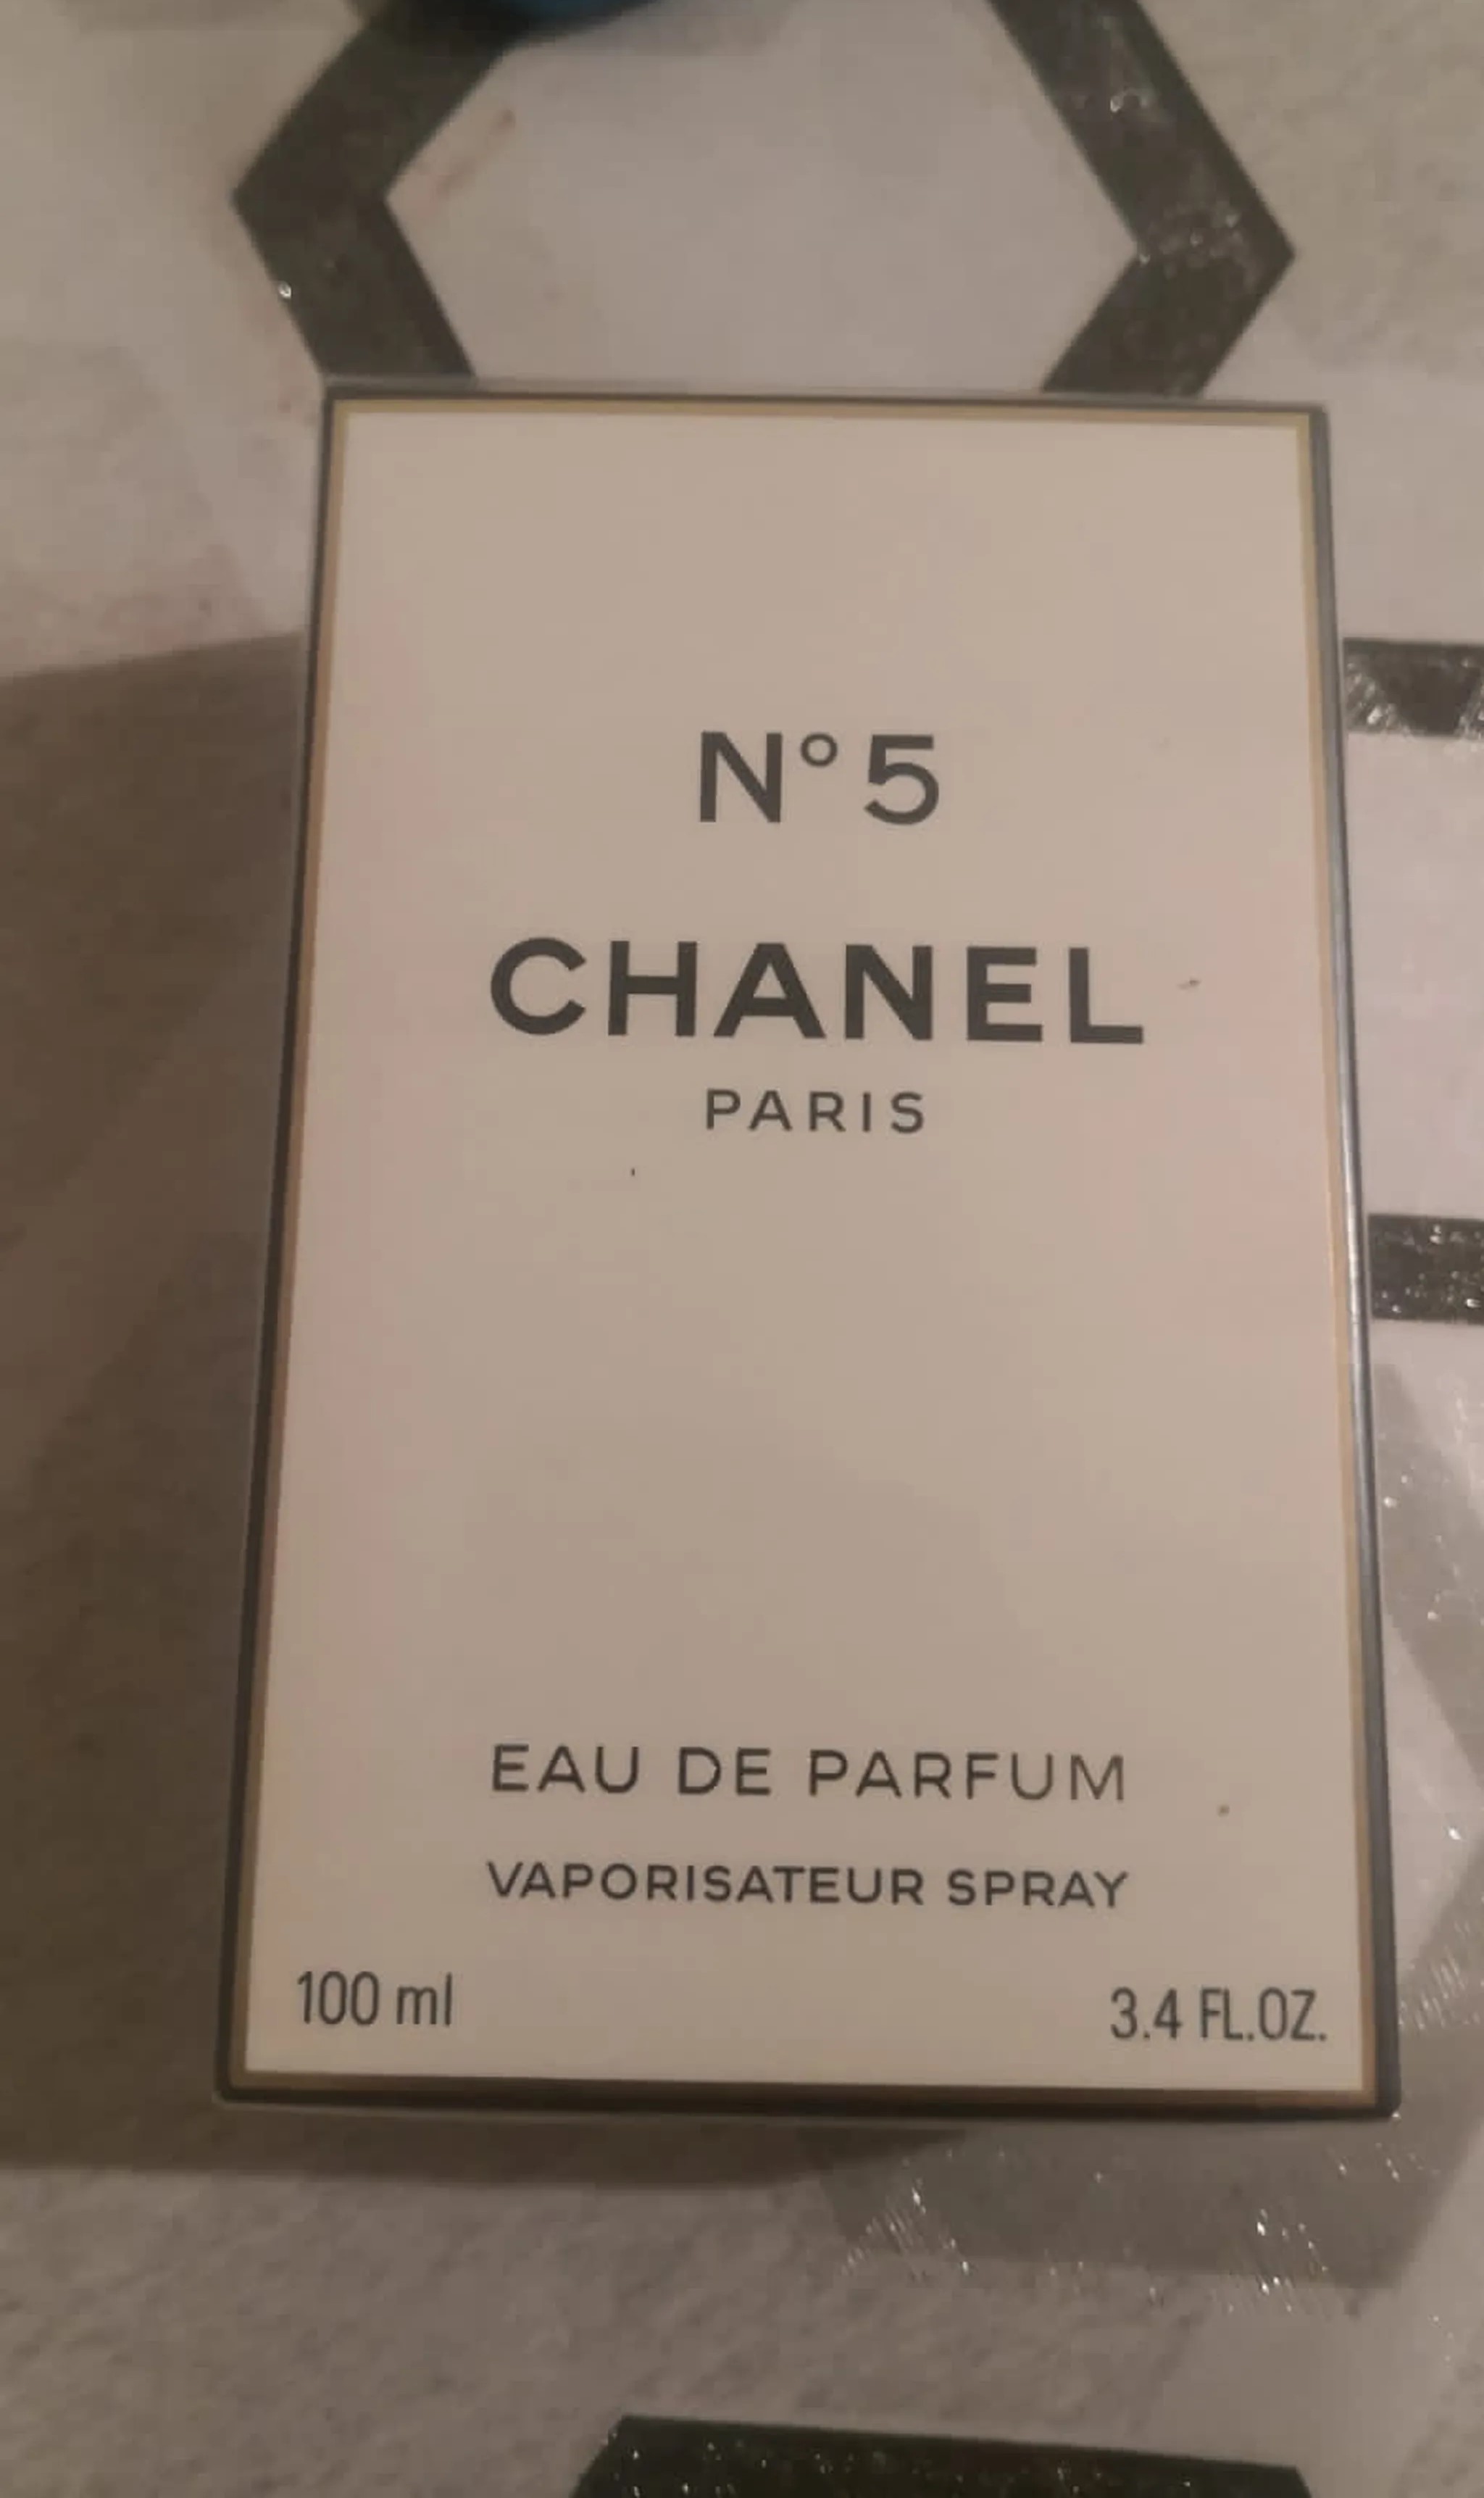 N°5
CHANEL
PARIS
EAU DE PARFUM
VAPORISATEUR SPRAY
100 ml 3.4 FL.OZ.